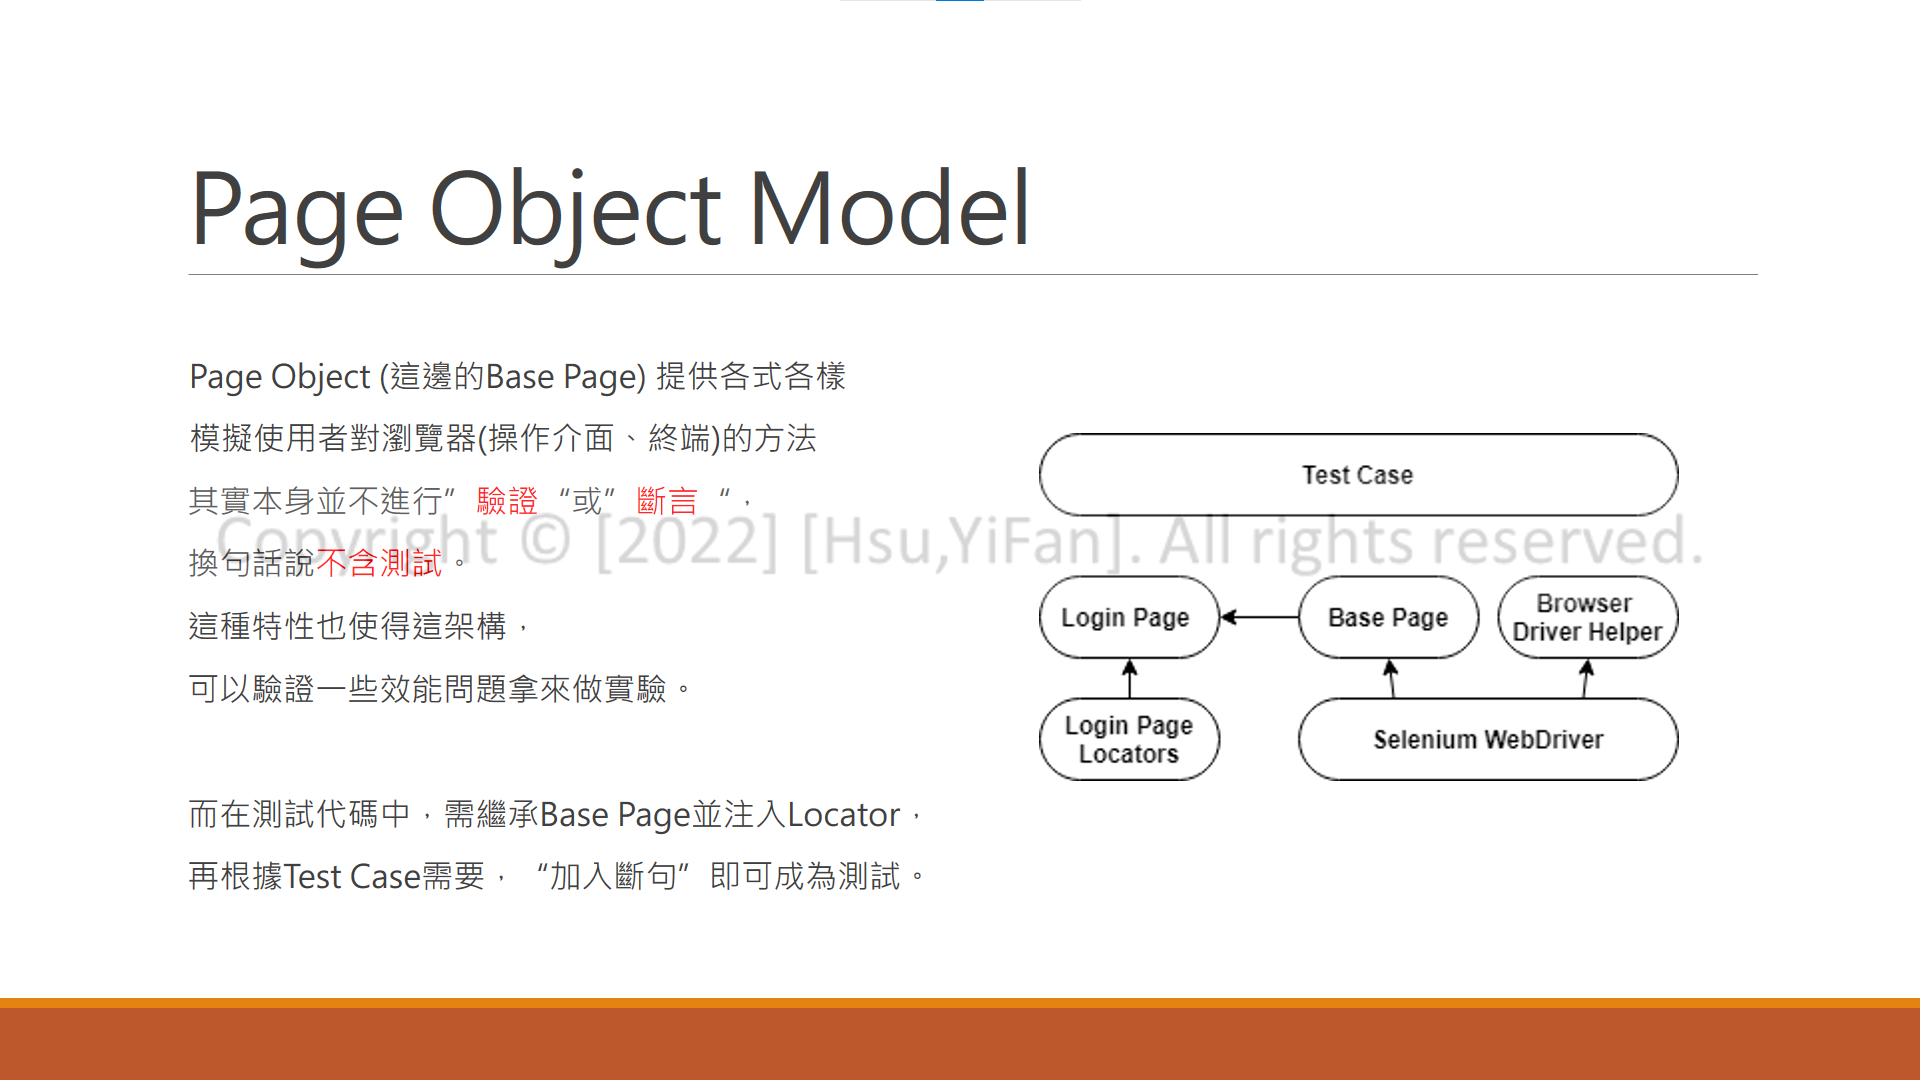 Page Object Model
Page Object (這邊的Base Page) 提供各式各樣
模擬使用者對瀏覽器(操作介面、終端)的方法
其實本身並不進行”驗證“或”斷言“，
換句話說不含測試。
這種特性也使得這架構，
可以驗證一些效能問題拿來做實驗。
而在測試代碼中，需繼承Base Page並注入Locator，
再根據Test Case需要，“加入斷句”即可成為測試。
Test Case
Login Page
Base Page
Browser
Driver Helper
Login Page
Locators
Selenium WebDriver
Copyright © [2022] [Hsu,YiFan]. All rights reserved.